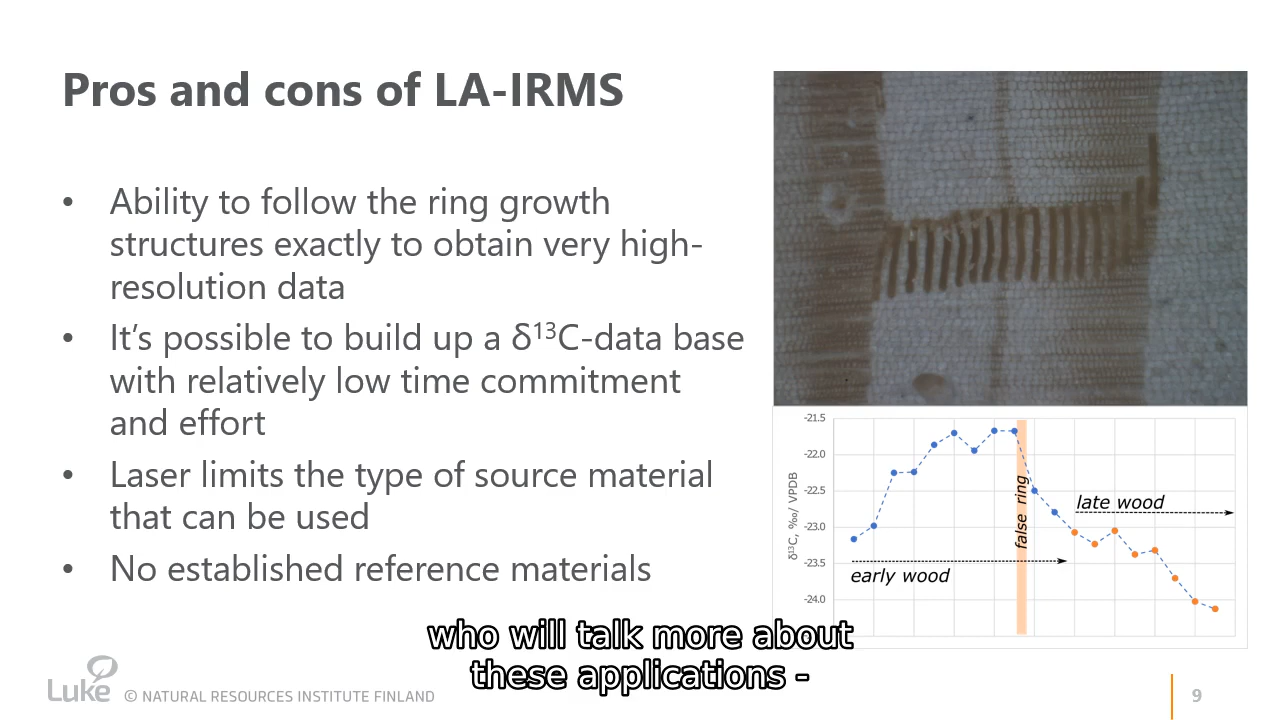 Pros and cons of LA-IRMS
• Ability to follow the ring growth
structures exactly to obtain very high-
resolution data
• It’s possible to build up a δ¹³C-data base
with relatively low time commitment
and effort
• Laser limits the type of source material
that can be used
• No established reference materials
-21.5
-22.0
-22.5
-23.0
-23.5
-24.0
δ¹³C, ‰/ VPDB
false ring
late wood
early wood
who will talk more about
these applications -
Luke © NATURAL RESOURCES INSTITUTE FINLAND
9